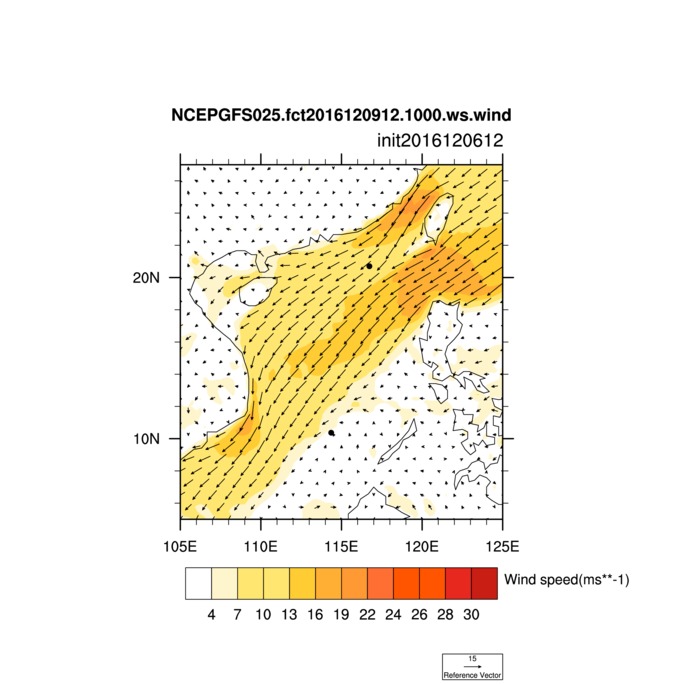 NCEPGFS025.fct2016120912.1000.ws.wind
init2016120612
20N
10N
105E 110E 115E 120E 125E
Wind speed(ms**-1)
4 7 10 13 16 19 22 24 26 28 30
15
Reference Vector